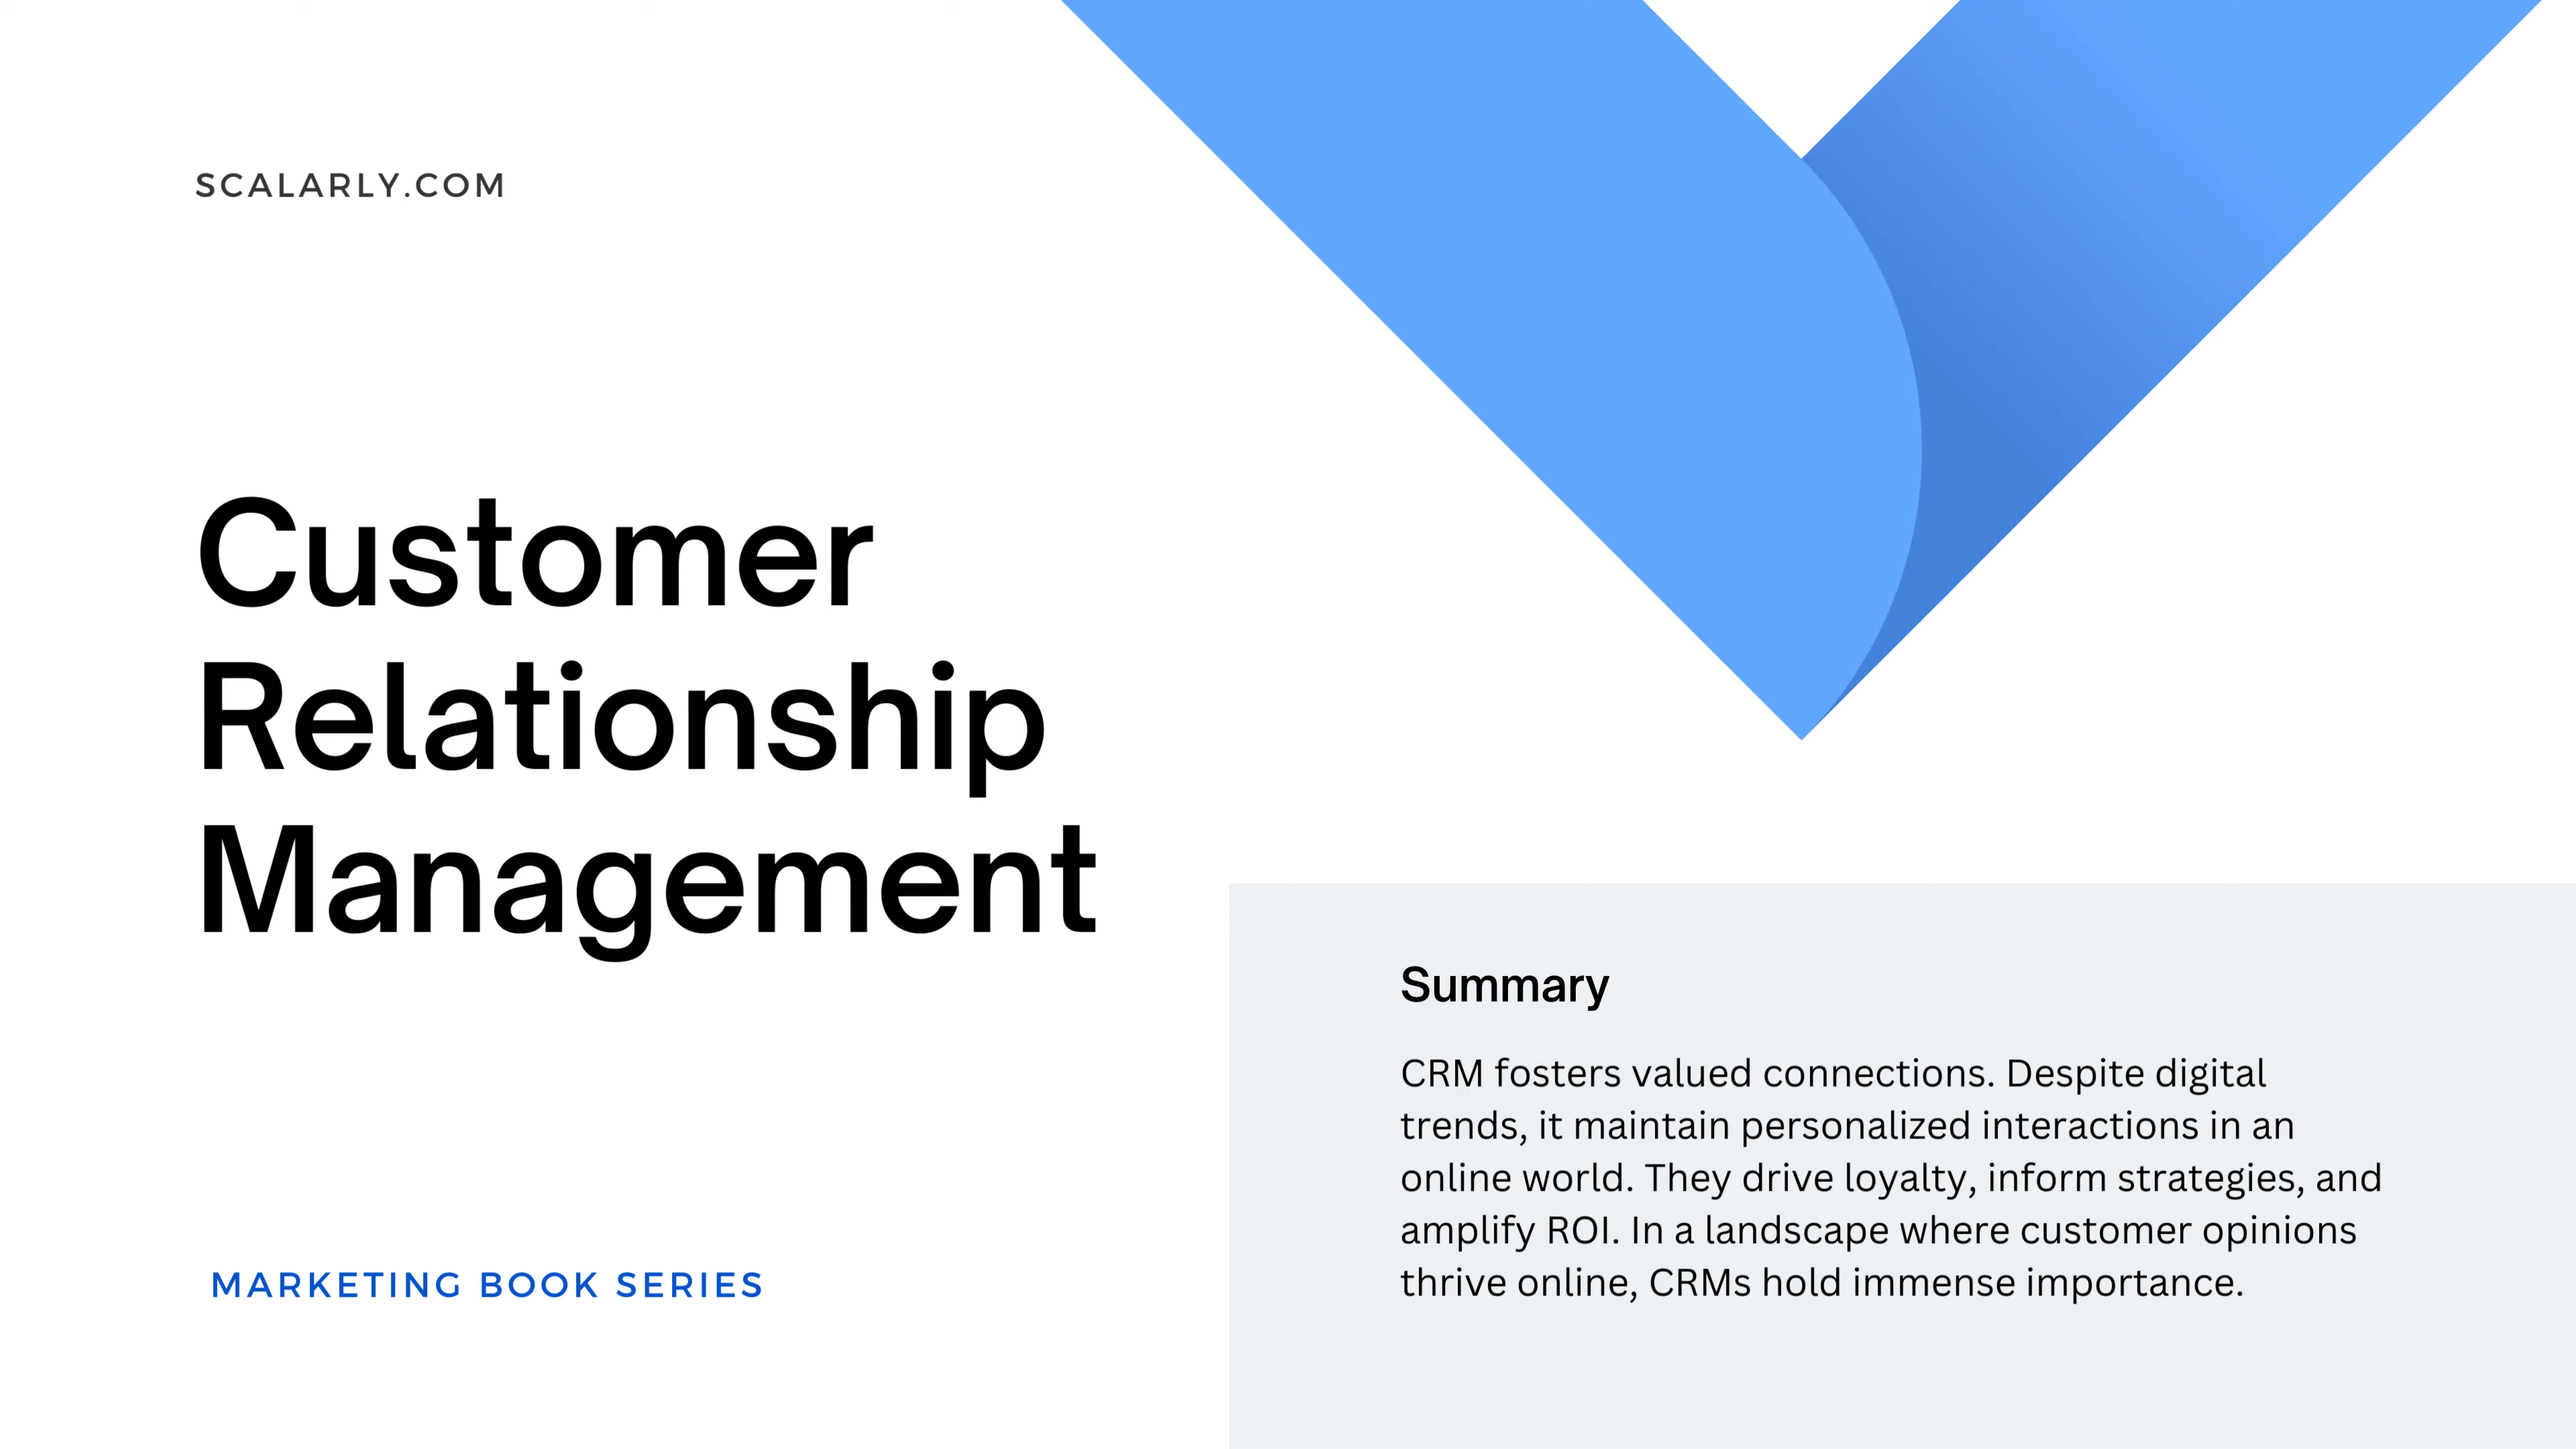 SCALARLY.COM
Customer
Relationship
Management
MARKETING BOOK SERIES
Summary
CRM fosters valued connections. Despite digital
trends, it maintain personalized interactions in an
online world. They drive loyalty, inform strategies, and
amplify ROI. In a landscape where customer opinions
thrive online, CRMs hold immense importance.